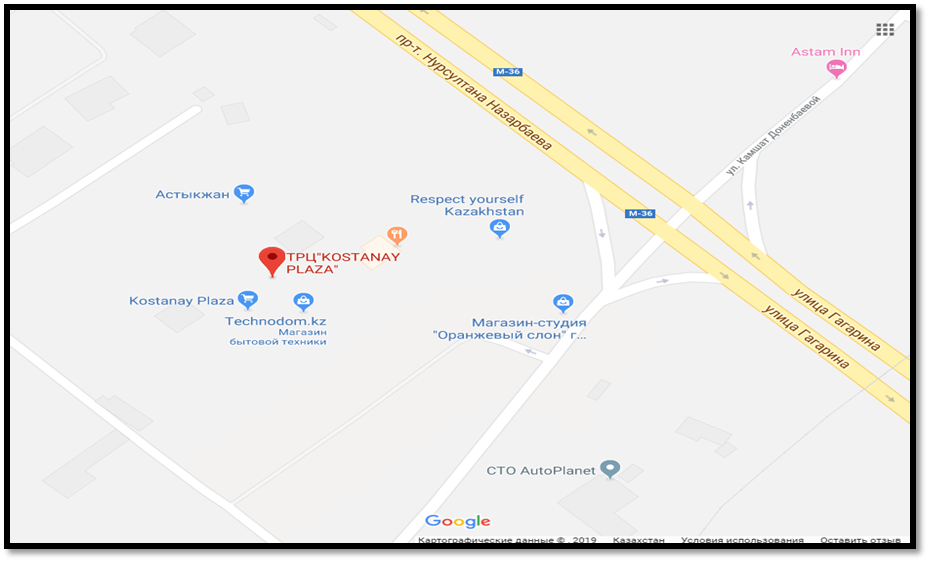 Astam Inn
М-36
пр-т. Нурсултана Назарбаева
ул. Камшат Доненбаевой
Астыкжан
Respect yourself
Kazakhstan
М-36
ТРЦ"KOSTANAY
PLAZA"
Kostanay Plaza
Technodom.kz
Магазин
бытовой техники
Магазин-студия
"Оранжевый слон" г...
улица Гагарина
улица Гагарина
СТО AutoPlanet
Google
Картографические данные © , 2019 Казахстан Условия использования Оставить отзыв